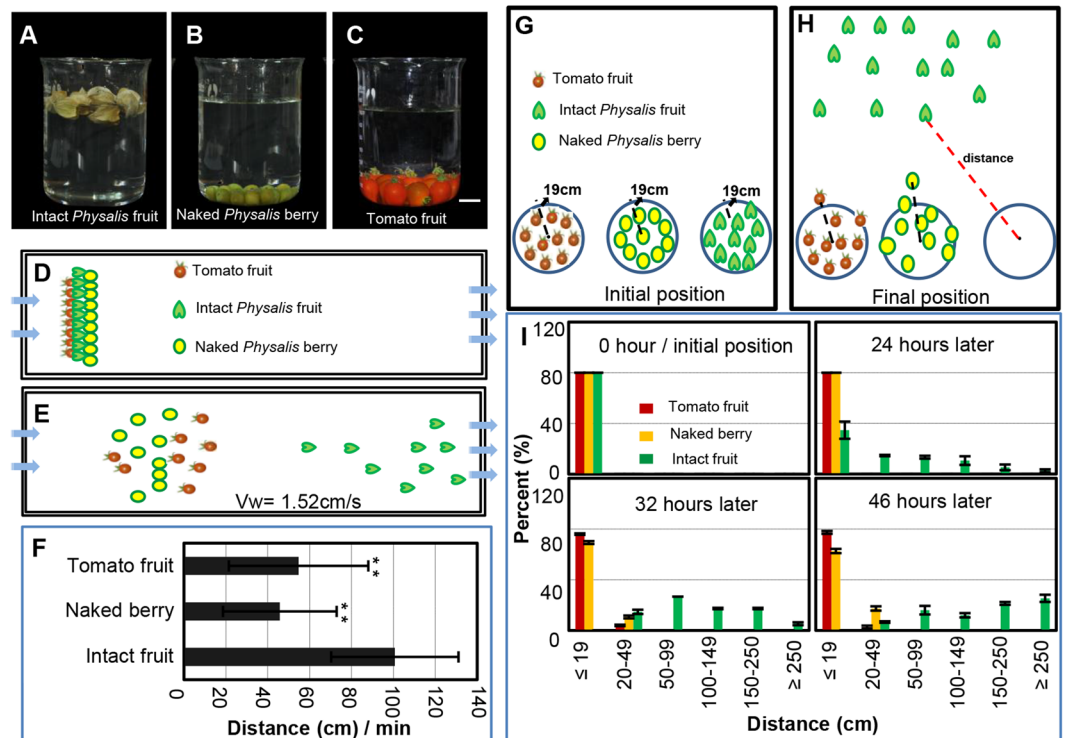 A
Intact Physalis fruit
B
Naked Physalis berry
C
Tomato fruit
D
Tomato fruit
Intact Physalis fruit
Naked Physalis berry
E
Vw= 1.52cm/s
F
Tomato fruit
Naked berry
Intact fruit
**
**
0
20
40
60
80
100
120
140
Distance (cm) / min
G
Tomato fruit
Intact Physalis fruit
Naked Physalis berry
19cm
19cm
19cm
Initial position
H
distance
Final position
I
0 hour / initial position
Tomato fruit
Naked berry
Intact fruit
24 hours later
32 hours later
46 hours later
120
80
40
0
120
80
40
0
Percent (%)
≤ 19
20-49
50-99
100-149
150-250
≥ 250
≤ 19
20-49
50-99
100-149
150-250
≥ 250
Distance (cm)